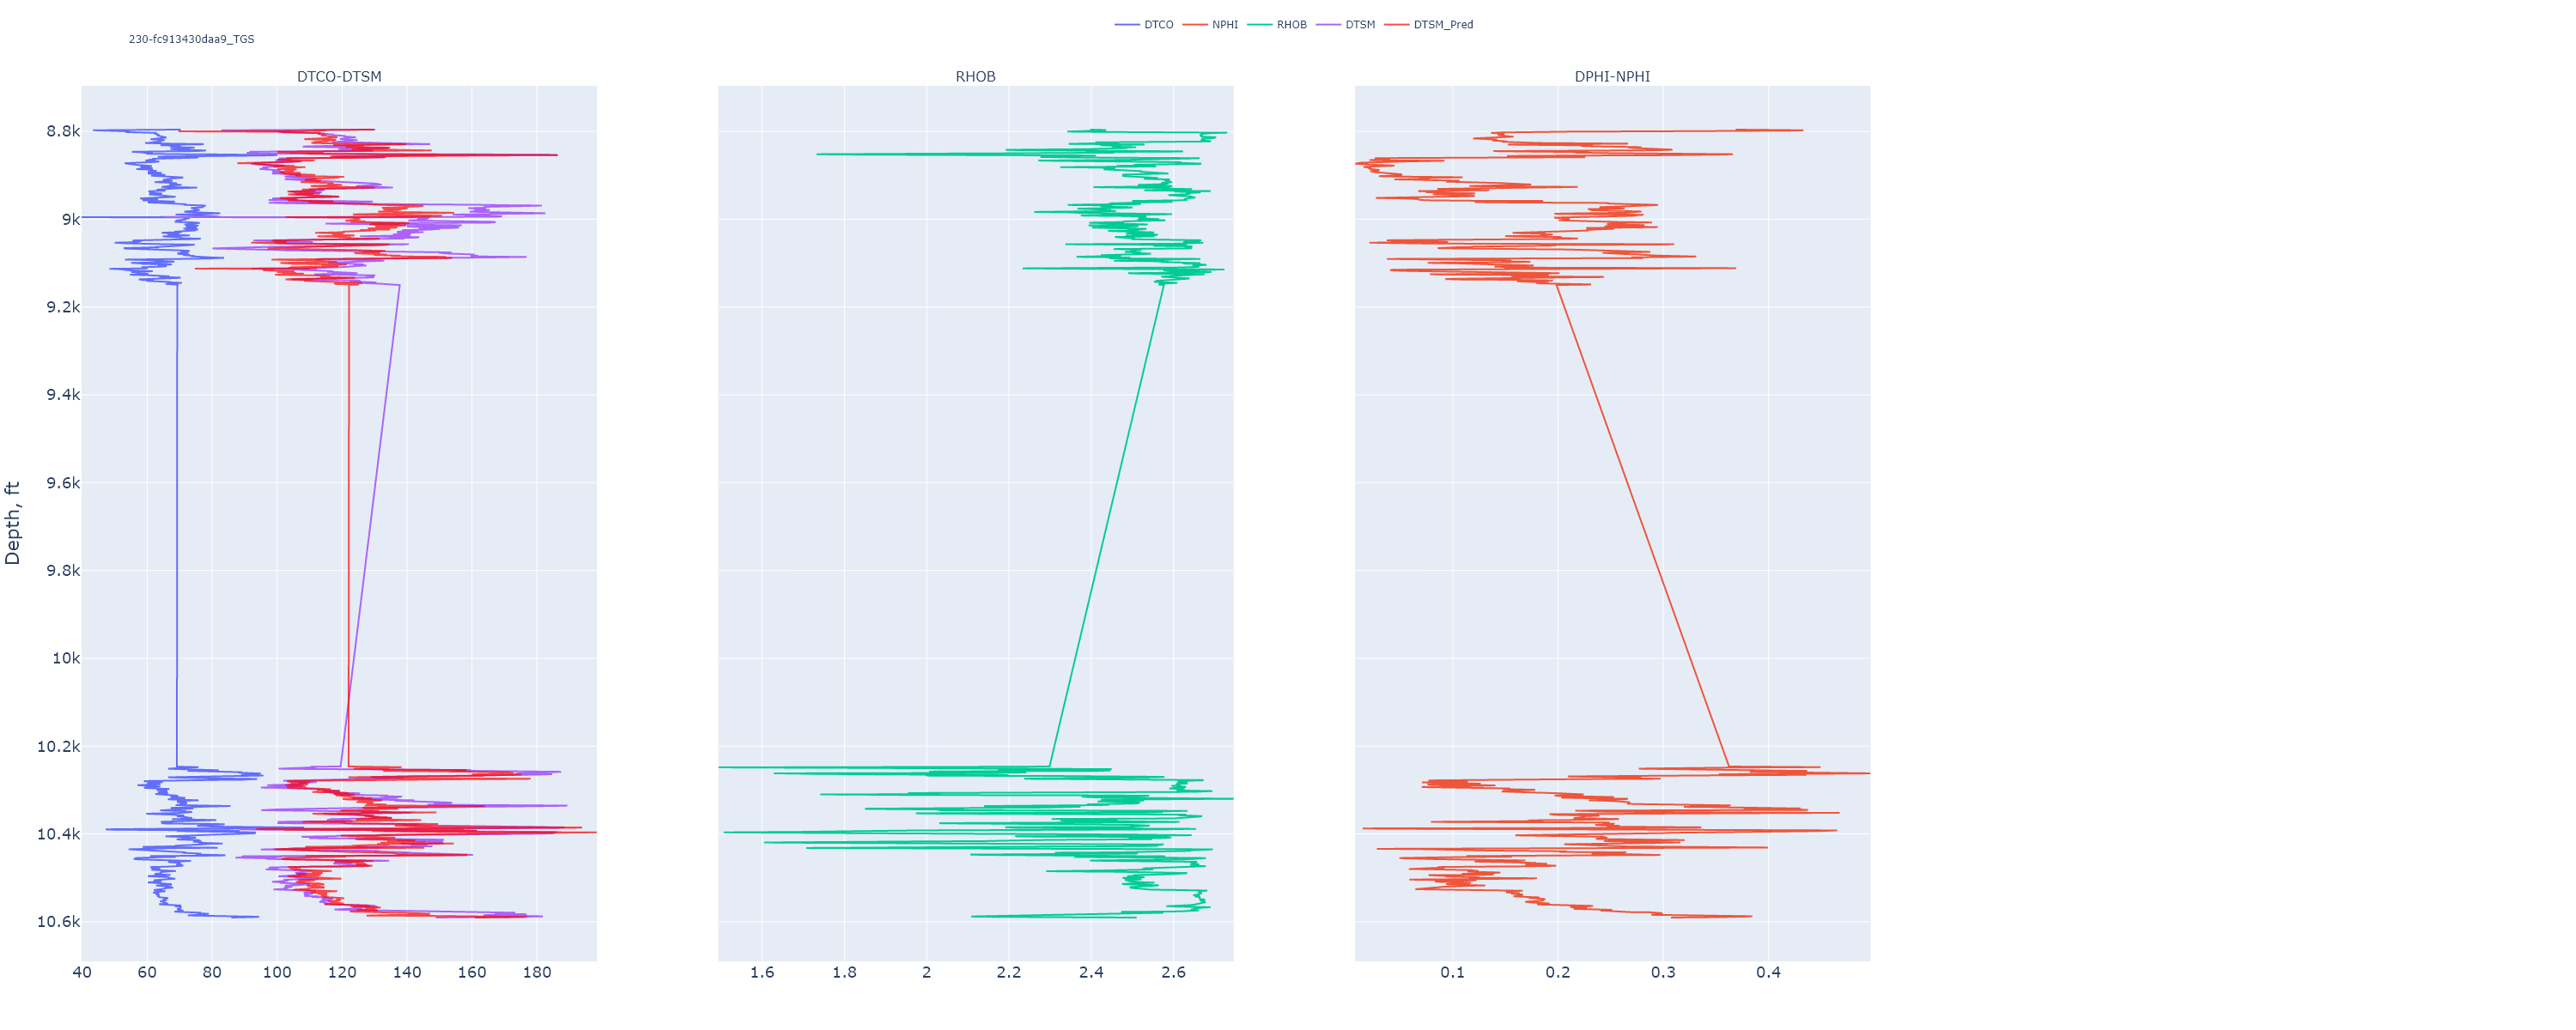 DTCO NPHI RHOB DTSM DTSM_Pred
230-fc913430daa9_TGS
DTCO-DTSM RHOB DPHI-NPHI
8.8k
9k
9.2k
9.4k
9.6k
9.8k
10k
10.2k
10.4k
10.6k
Depth, ft
40 60 80 100 120 140 160 180
1.6 1.8 2 2.2 2.4 2.6
0.1 0.2 0.3 0.4